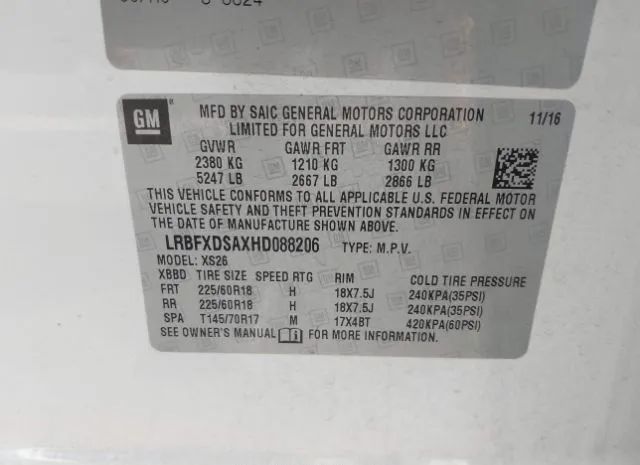 GM
MFD BY SAIC GENERAL MOTORS CORPORATION 11/16
LIMITED FOR GENERAL MOTORS LLC
GVWR GAWR FRT GAWR RR
2380 KG 1210 KG 1300 KG
5247 LB 2667 LB 2866 LB
THIS VEHICLE CONFORMS TO ALL APPLICABLE U.S. FEDERAL MOTOR
VEHICLE SAFETY AND THEFT PREVENTION STANDARDS IN EFFECT ON
THE DATE OF MANUFACTURE SHOWN ABOVE.
LRBFXDSAXHD088206 TYPE: M.P.V.
MODEL: XS26
XBBD TIRE SIZE SPEED RTG RIM COLD TIRE PRESSURE
FRT 225/60R18 H 18X7.5J 240KPA(35PSI)
RR 225/60R18 H 18X7.5J 240KPA(35PSI)
SPA T145/70R17 M 17X4BT 420KPA(60PSI)
SEE OWNER'S MANUAL FOR MORE INFORMATION.